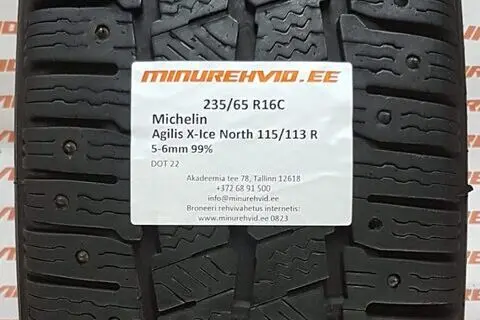 MINUREHVID.EE
235/65 R16C
Michelin
Agilis X-Ice North 115/113 R
5-6mm 99%
DOT 22
Akadeemia tee 78, Tallinn 12618
+372 68 91 500
info@minurehvid.ee
Broneeri rehvivahetus internetis:
www.minurehvid.ee 0823